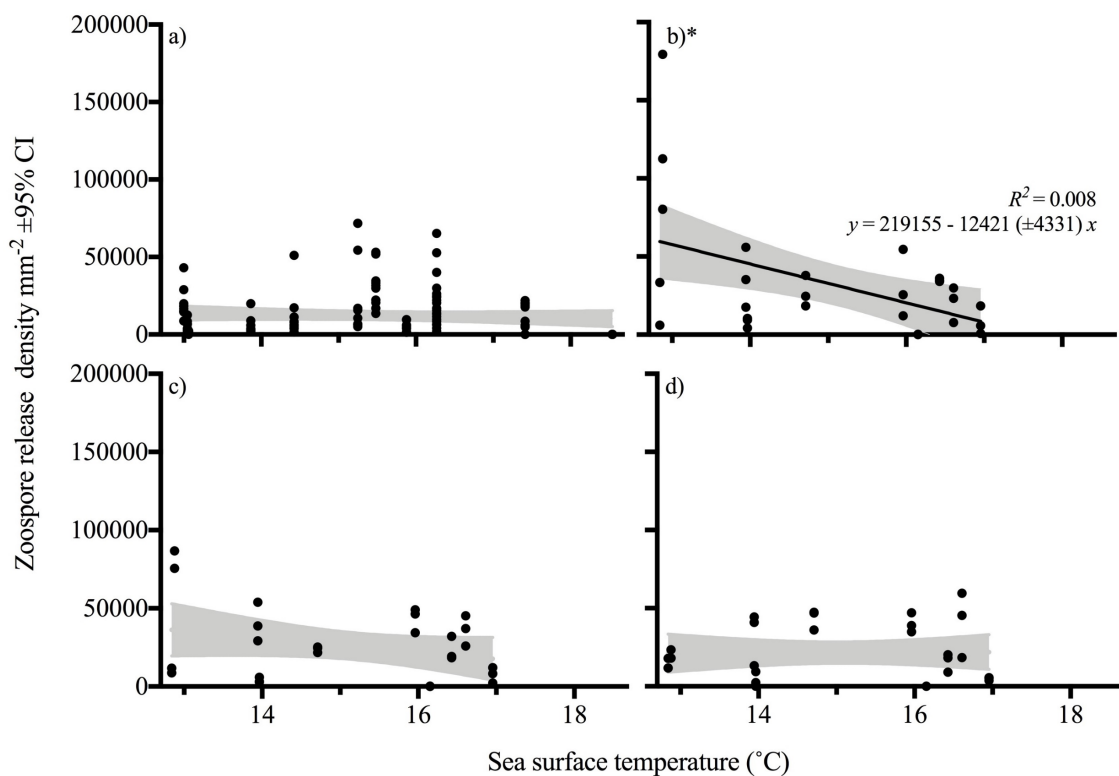 Zoospore release density mm⁻² ±95% CI
200000
150000
100000
50000
0
a)
b)*
R² = 0.008
y = 219155 - 12421 (±4331) x
200000
150000
100000
50000
0
c)
d)
14 16 18
14 16 18
Sea surface temperature (˚C)